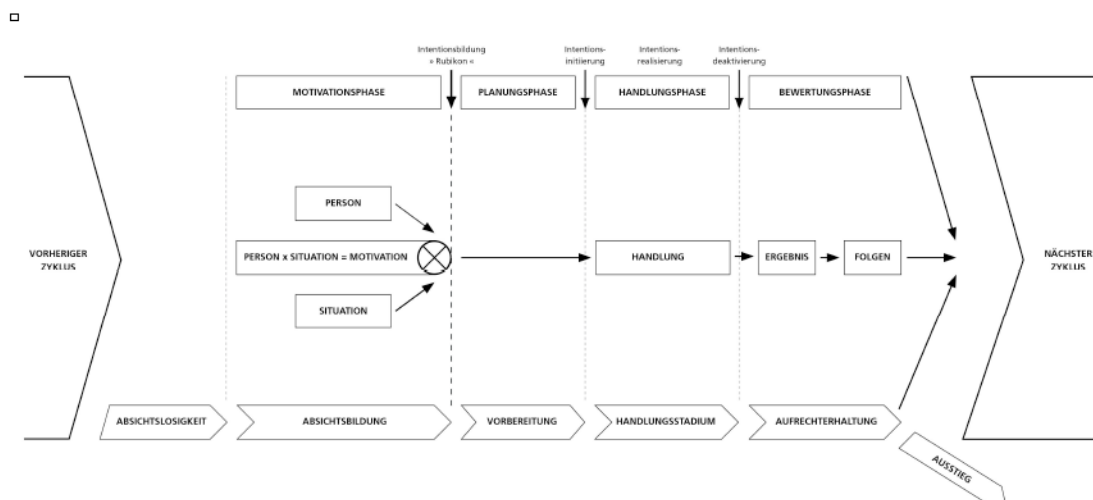 Intentionsbildung
» Rubikon «
Intentions-
initiierung
Intentions-
realisierung
Intentions-
deaktivierung
MOTIVATIONSPHASE
PLANUNGSPHASE
HANDLUNGSPHASE
BEWERTUNGSPHASE
PERSON
VORHERIGER
ZYKLUS
PERSON x SITUATION = MOTIVATION
HANDLUNG
ERGEBNIS
FOLGEN
NÄCHSTER
ZYKLUS
SITUATION
ABSICHTSLOSIGKEIT
ABSICHTSBILDUNG
VORBEREITUNG
HANDLUNGSSTADIUM
AUFRECHTERHALTUNG
AUSSTIEG